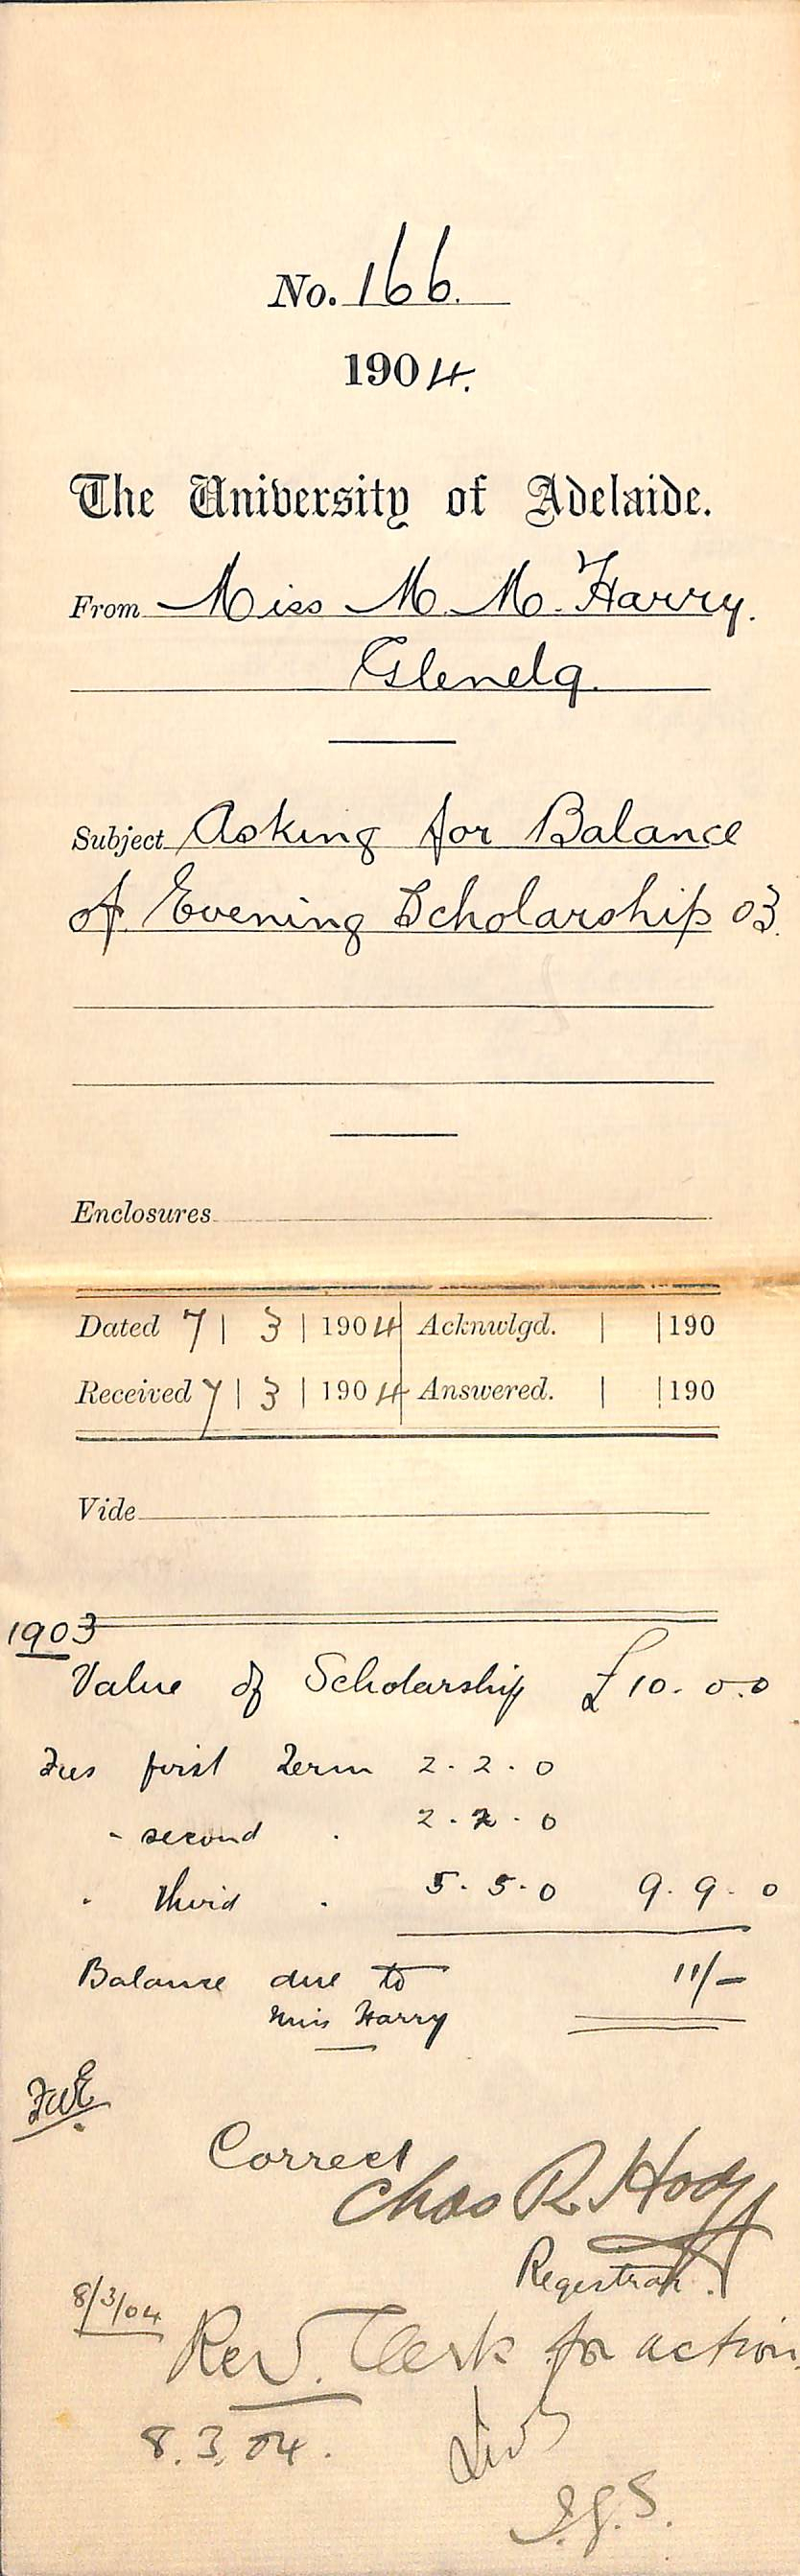 No. 166.
1904.
The University of Adelaide.
From Miss M. M. Harry.
Glenelg.
Subject Asking for Balance
of Evening Scholarship 03.
Enclosures
Dated 7 | 3 | 1904 Acknwlgd. | | 190
Received 7 | 3 | 1904 Answered. | | 190
Vide
1903
Value of Scholarship £10. 0. 0
Fees first Term 2. 2. 0
" second " 2. 2. 0
" third " 5. 5. 0 9. 9. 0
Balance due to 11/-
Miss Harry
FWE.
Correct
Chas R Hodge
Registrar.
8/3/04
Rev. Clerk for action
8.3.04.